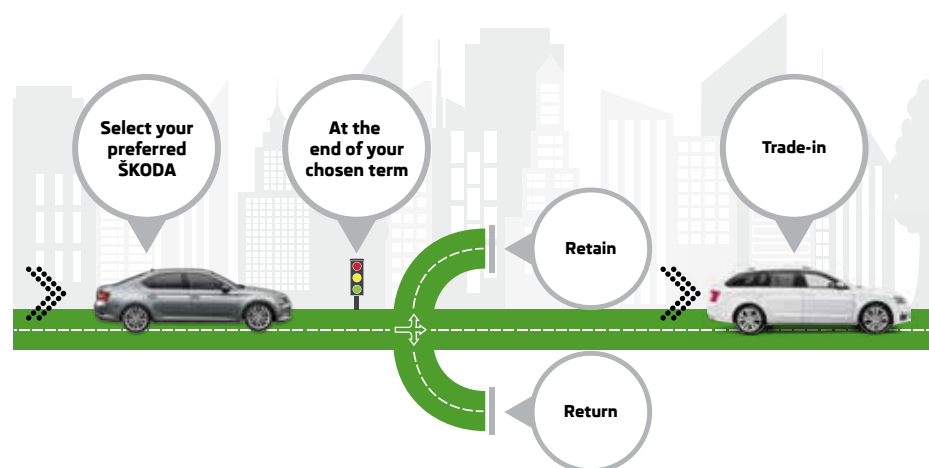 Select your
preferred
ŠKODA
At the
end of your
chosen term
Retain
Trade-in
Return